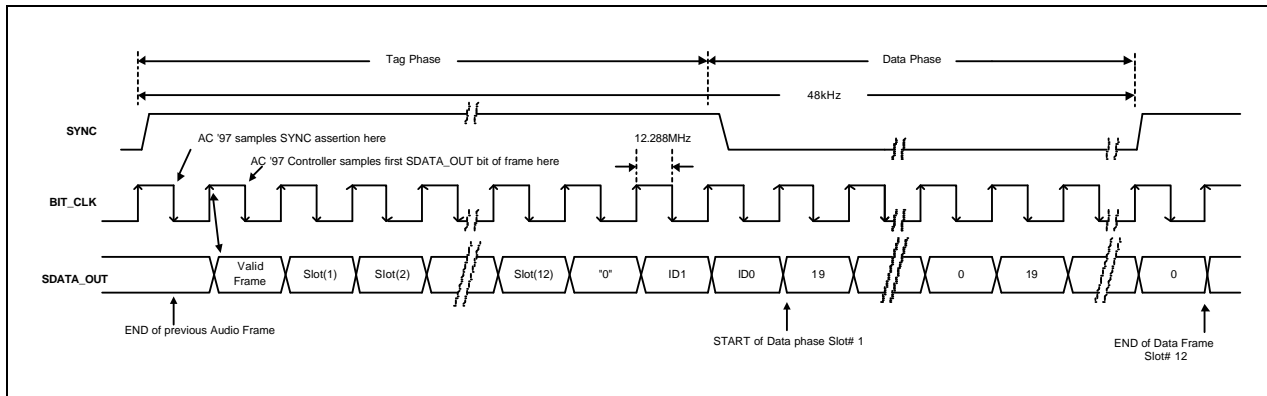 Tag Phase
Data Phase
48kHz
SYNC
AC '97 samples SYNC assertion here
12.288MHz
AC '97 Controller samples first SDATA_OUT bit of frame here
BIT_CLK
SDATA_OUT
Valid Frame
Slot(1)
Slot(2)
Slot(12)
"0"
ID1
ID0
19
0
19
0
END of previous Audio Frame
START of Data phase Slot# 1
END of Data Frame
Slot# 12